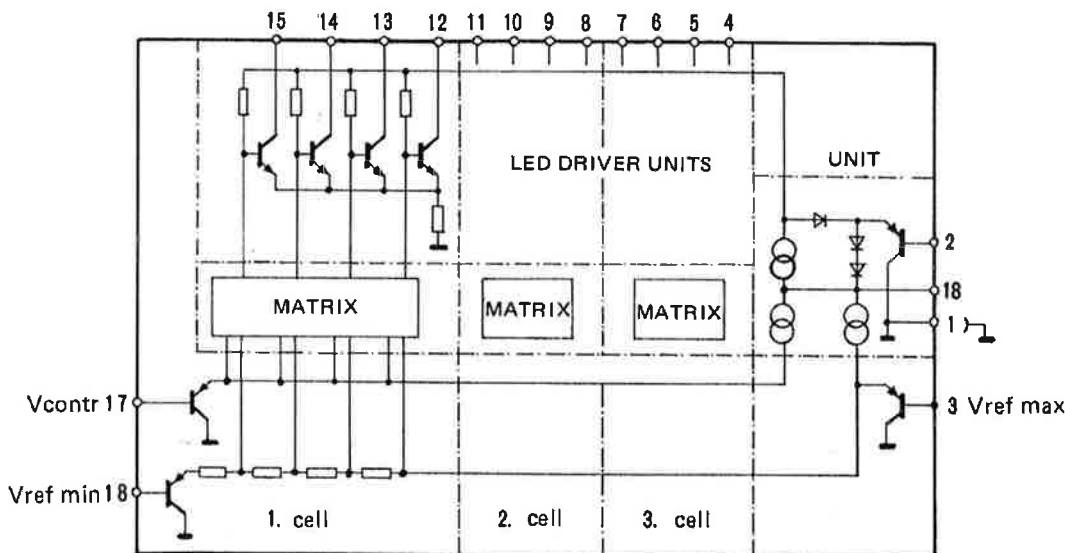 15 14 13 12 11 10 9 8 7 6 5 4
LED DRIVER UNITS
UNIT
2
18
MATRIX
MATRIX
MATRIX
1
Vcontr 17
3 Vref max
Vref min 18
1. cell
2. cell
3. cell